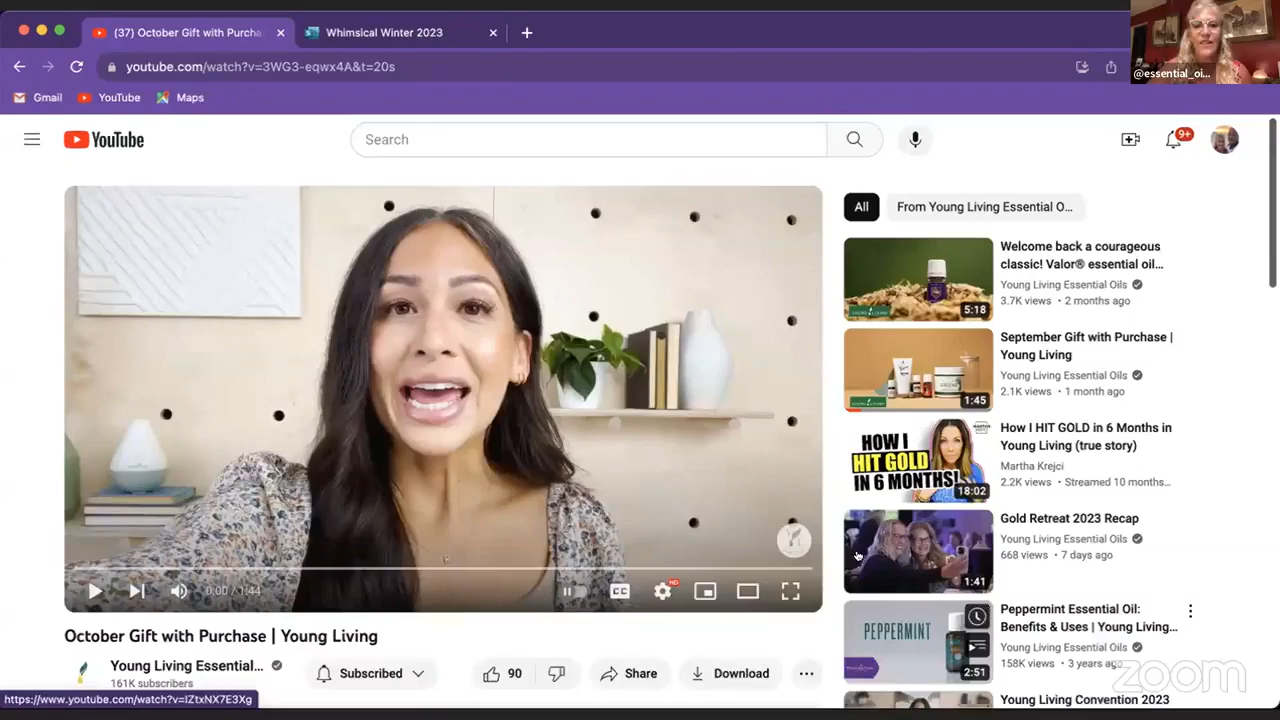 (37) October Gift with Purcha
Whimsical Winter 2023
youtube.com/watch?v=3WG3-eqwx4A&t=20s
@essential_oi...
Gmail
YouTube
Maps
YouTube
Search
9+
All
From Young Living Essential O...
Welcome back a courageous
classic! Valor® essential oil...
Young Living Essential Oils
3.7K views • 2 months ago
5:18
September Gift with Purchase |
Young Living
Young Living Essential Oils
2.1K views • 1 month ago
1:45
HOW I
HIT GOLD
IN 6 MONTHS!
18:02
How I HIT GOLD in 6 Months in
Young Living (true story)
Martha Krejci
2.2K views • Streamed 10 months...
Gold Retreat 2023 Recap
Young Living Essential Oils
668 views • 7 days ago
1:41
PEPPERMINT
2:51
Peppermint Essential Oil:
Benefits & Uses | Young Living...
Young Living Essential Oils
158K views • 3 years ago
Young Living Convention 2023
0:00 / 1:44
CC
HD
October Gift with Purchase | Young Living
Young Living Essential...
161K subscribers
Subscribed
90
Share
Download
https://www.youtube.com/watch?v=IZtxNX7E3Xg
zoom